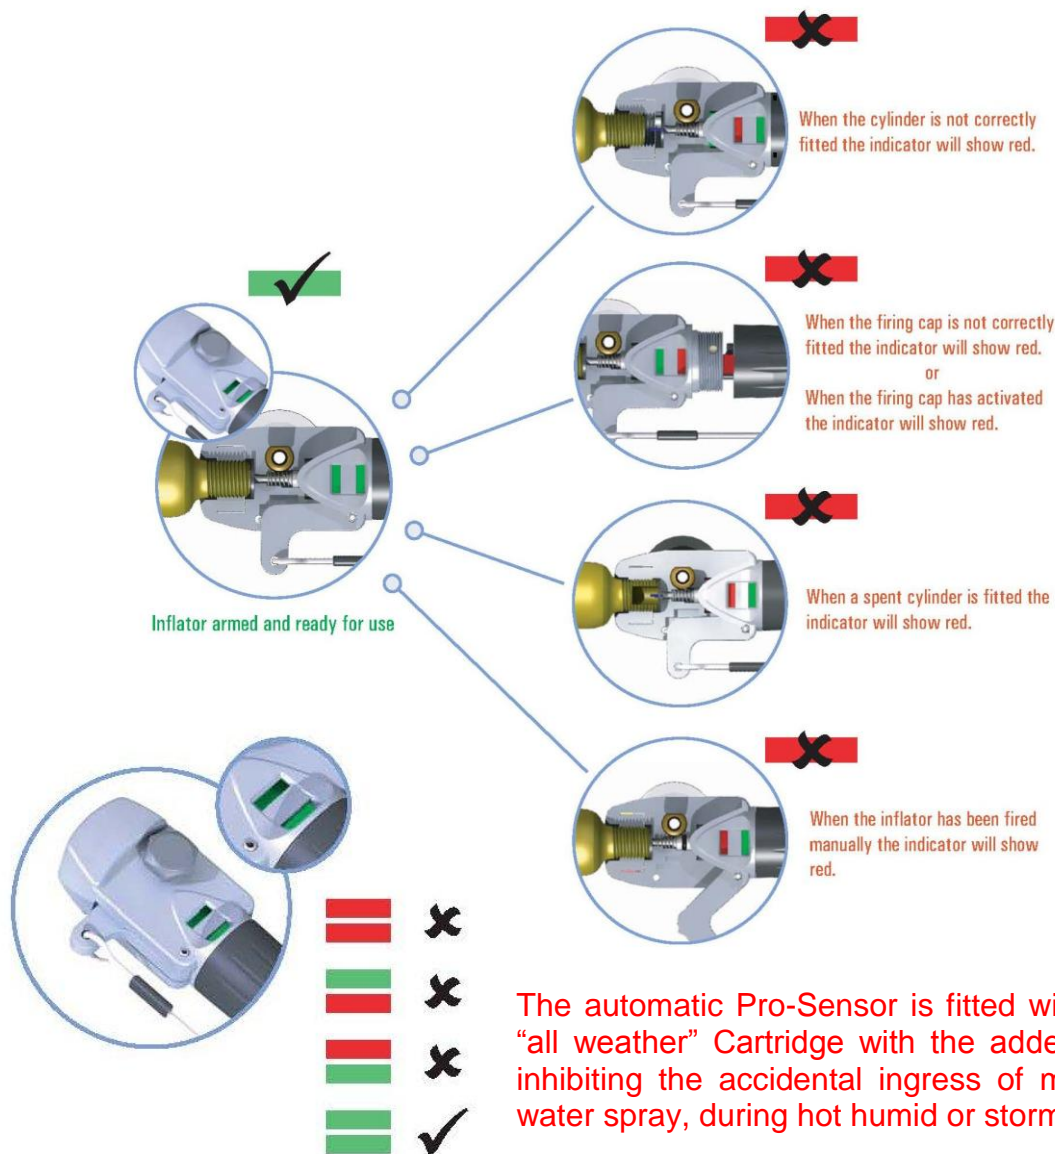 When the cylinder is not correctly
fitted the indicator will show red.
When the firing cap is not correctly
fitted the indicator will show red.
or
When the firing cap has activated
the indicator will show red.
Inflator armed and ready for use
When a spent cylinder is fitted the
indicator will show red.
When the inflator has been fired
manually the indicator will show
red.
The automatic Pro-Sensor is fitted
“all weather” Cartridge with the
inhibiting the accidental ingress of
water spray, during hot humid or